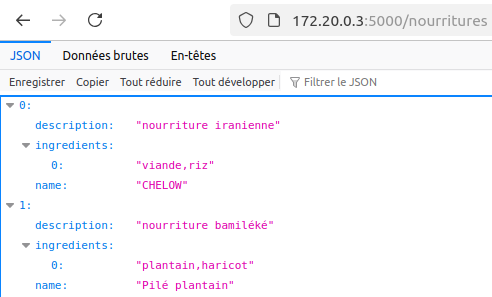 172.20.0.3:5000/nourritures
JSON Données brutes En-têtes
Enregistrer Copier Tout réduire Tout développer Filtrer le JSON
0:
description: "nourriture iranienne"
ingredients:
0: "viande,riz"
name: "CHELOW"
1:
description: "nourriture bamiléké"
ingredients:
0: "plantain,haricot"
name: "Pilé plantain"